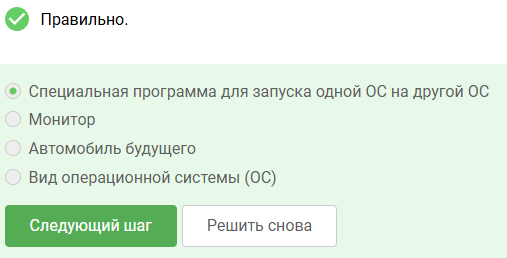 Правильно.
Специальная программа для запуска одной ОС на другой ОС
Монитор
Автомобиль будущего
Вид операционной системы (ОС)
Следующий шаг
Решить снова